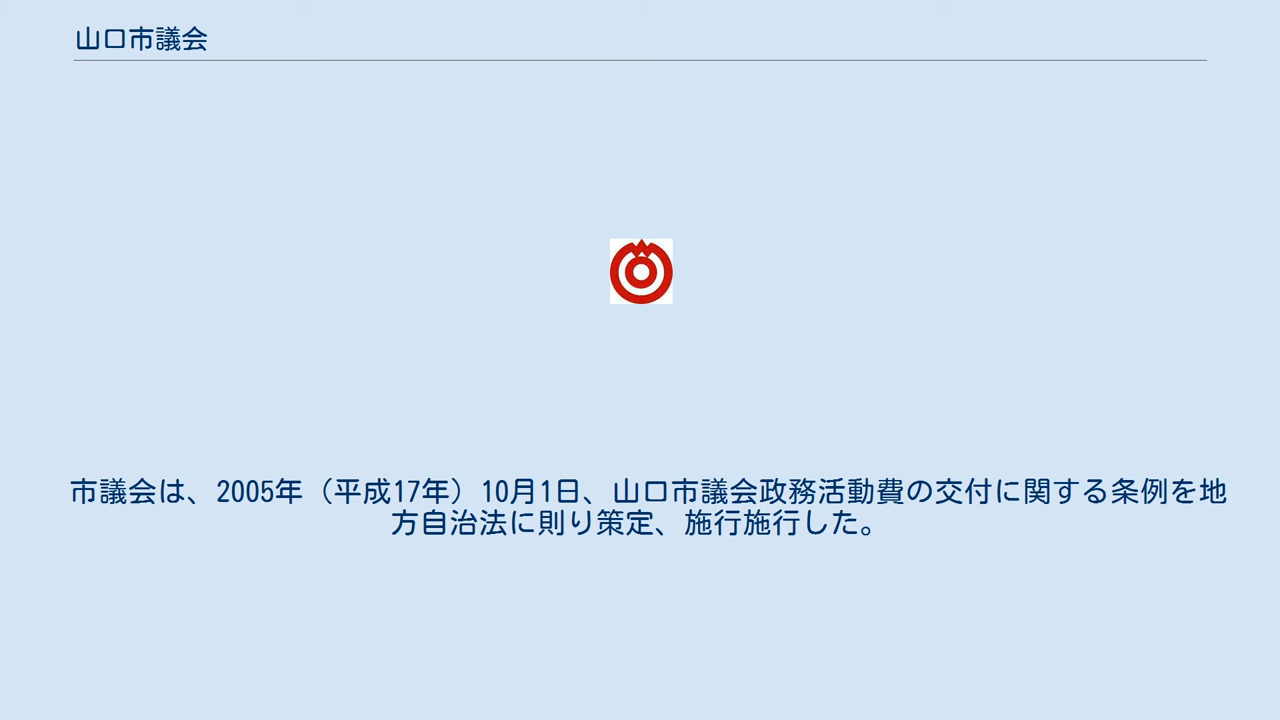 山口市議会
市議会は、2005年（平成17年）10月1日、山口市議会政務活動費の交付に関する条例を地
方自治法に則り策定、施行施行した。